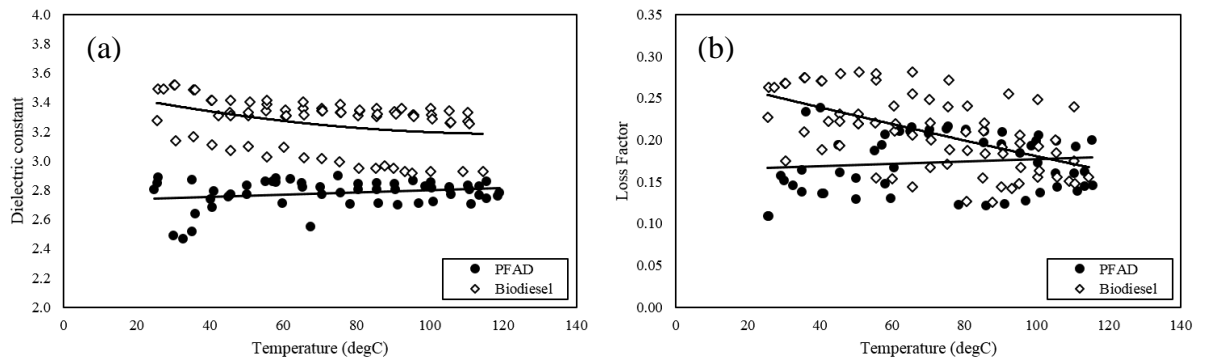 (a)
4.0
3.8
3.6
3.4
3.2
3.0
2.8
2.6
2.4
2.2
2.0
Dielectric constant
0 20 40 60 80 100 120 140
Temperature (degC)
PFAD
Biodiesel
(b)
0.35
0.30
0.25
0.20
0.15
0.10
0.05
0.00
Loss Factor
0 20 40 60 80 100 120 140
Temperature (degC)
PFAD
Biodiesel